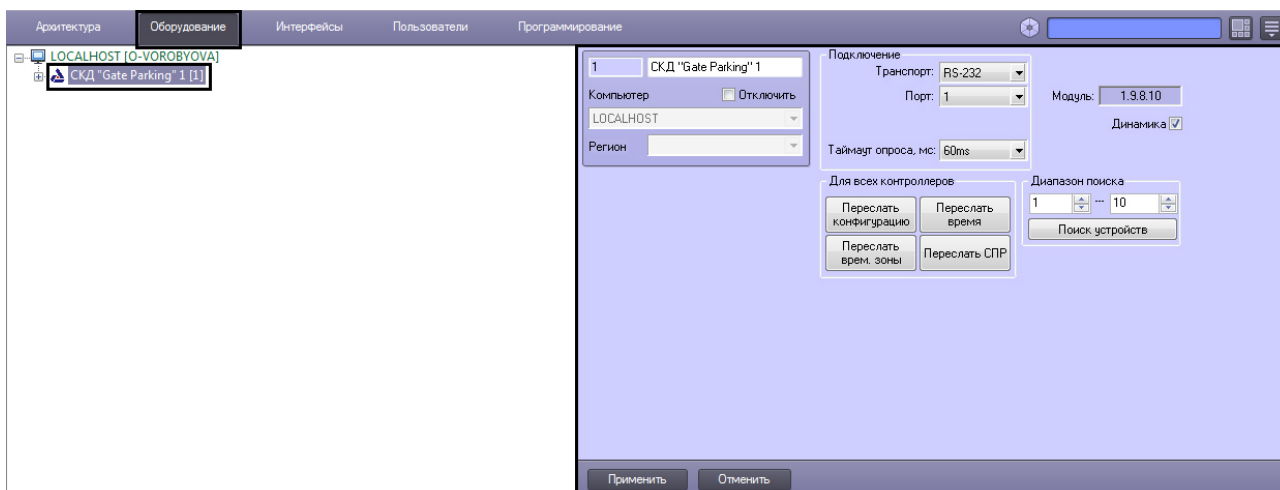 Архитектура Оборудование Интерфейсы Пользователи Программирование
LOCALHOST [O-VOROBYOVA]
СКД "Gate Parking" 1 [1]
1 СКД "Gate Parking" 1
Компьютер Отключить
LOCALHOST
Регион
Подключение
Транспорт: RS-232
Порт: 1
Таймаут опроса, мс: 60ms
Модуль: 1.9.8.10
Динамика
Для всех контроллеров
Переслать конфигурацию
Переслать время
Переслать врем. зоны
Переслать СПР
Диапазон поиска
1 --- 10
Поиск устройств
Применить Отменить